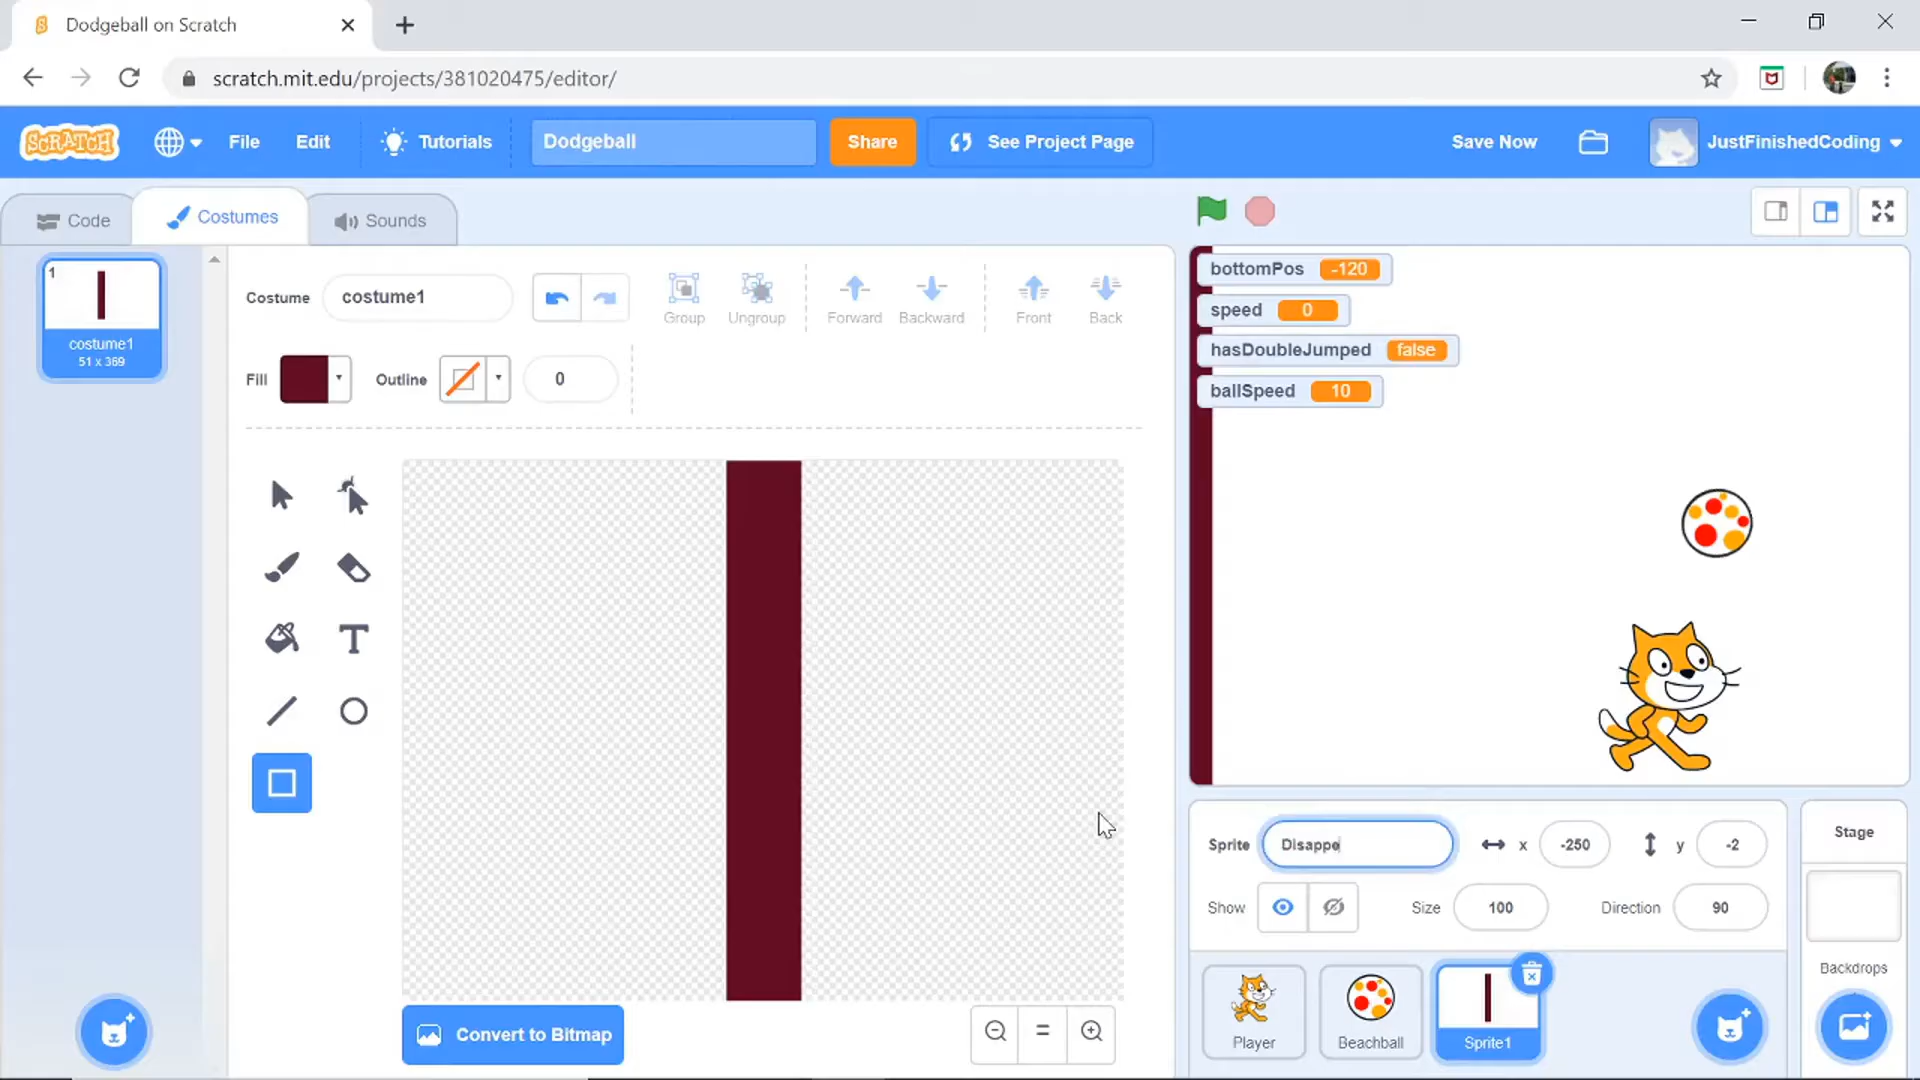 Dodgeball on Scratch
scratch.mit.edu/projects/381020475/editor/
SCRATCH
File
Edit
Tutorials
Dodgeball
Share
See Project Page
Save Now
JustFinishedCoding
Code
Costumes
Sounds
1
costume1
51 x 369
Costume
costume1
Group
Ungroup
Forward
Backward
Front
Back
Fill
Outline
0
Convert to Bitmap
bottomPos -120
speed 0
hasDoubleJumped false
ballSpeed 10
Sprite
Disappe
x
-250
y
-2
Show
Size
100
Direction
90
Player
Beachball
Sprite1
Stage
Backdrops